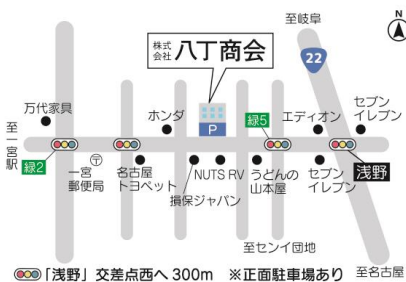 N
至岐阜
株式会社 八丁商会
22
万代家具
ホンダ
P
緑5
エディオン
セブン
イレブン
至一宮駅
緑2
〒
一宮
郵便局
名古屋
トヨペット
NUTS RV
損保ジャパン
うどんの
山本屋
セブン
イレブン
浅野
至センイ団地
「浅野」交差点西へ300m ※正面駐車場あり
至名古屋